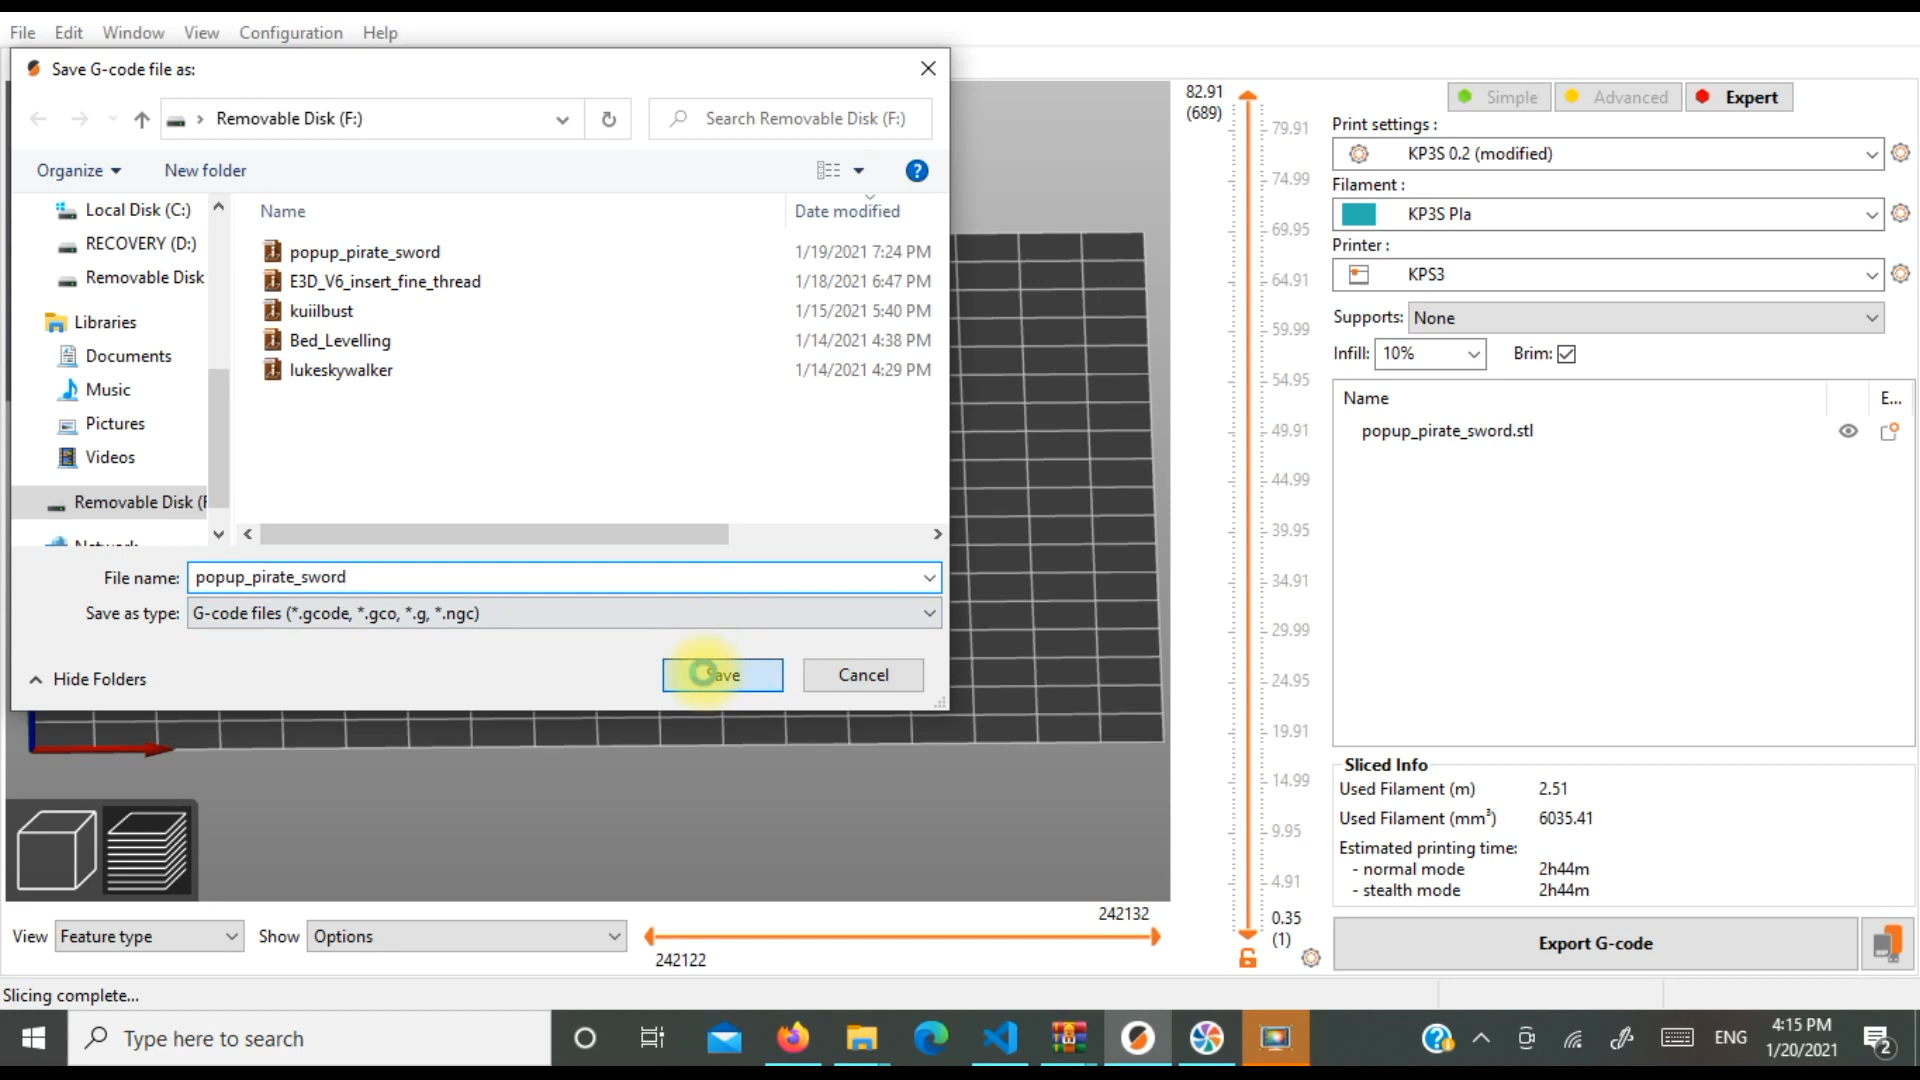 File Edit Window View Configuration Help
Save G-code file as:
Removable Disk (F:)
Search Removable Disk (F:)
Organize New folder
Local Disk (C:)
RECOVERY (D:)
Removable Disk
Libraries
Documents
Music
Pictures
Videos
Removable Disk (F
Network
Name Date modified
popup_pirate_sword 1/19/2021 7:24 PM
E3D_V6_insert_fine_thread 1/18/2021 6:47 PM
kuiilbust 1/15/2021 5:40 PM
Bed_Levelling 1/14/2021 4:38 PM
lukeskywalker 1/14/2021 4:29 PM
File name: popup_pirate_sword
Save as type: G-code files (*.gcode, *.gco, *.g, *.ngc)
Hide Folders
Save Cancel
82.91
(689)
79.91
74.99
69.95
64.91
59.99
54.95
49.91
44.99
39.95
34.91
29.99
24.95
19.91
14.99
9.95
4.91
0.35
(1)
Simple Advanced Expert
Print settings :
KP3S 0.2 (modified)
Filament :
KP3S Pla
Printer :
KPS3
Supports: None
Infill: 10% Brim:
Name E...
popup_pirate_sword.stl
Sliced Info
Used Filament (m) 2.51
Used Filament (mm³) 6035.41
Estimated printing time:
- normal mode 2h44m
- stealth mode 2h44m
Export G-code
View Feature type Show Options
242132
242122
Slicing complete...
Type here to search
ENG
4:15 PM
1/20/2021
2